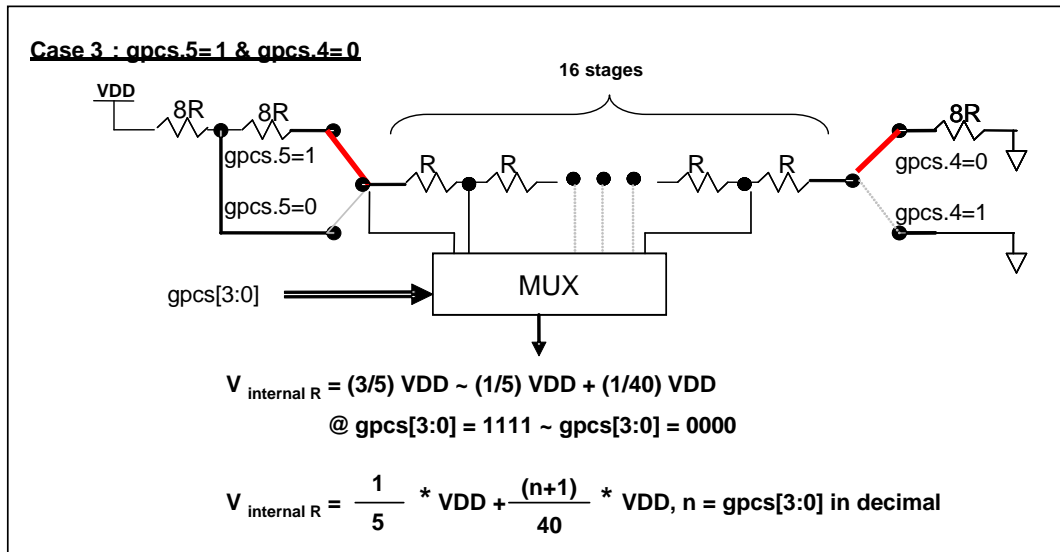 Case 3 : gpcs.5=1 & gpcs.4=0
16 stages
VDD
8R
8R
8R
gpcs.5=1
gpcs.4=0
R
R
R
R
gpcs.5=0
gpcs.4=1
MUX
gpcs[3:0]
V internal R = (3/5) VDD ~ (1/5) VDD + (1/40) VDD
@ gpcs[3:0] = 1111 ~ gpcs[3:0] = 0000
V internal R = 1/5 * VDD + (n+1)/40 * VDD, n = gpcs[3:0] in decimal